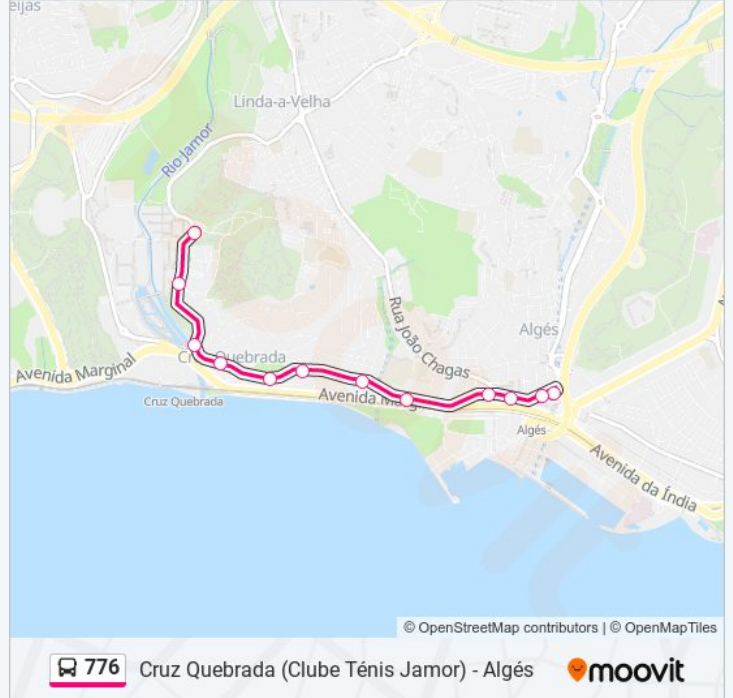 eijas
Linda-a-Velha
Rio Jamor
Rua João Chagas
Algés
Cruz Quebrada
Avenida Marginal
Cruz Quebrada
Avenida Marg
Algés
Avenida da Índia
© OpenStreetMap contributors | © OpenMapTiles
776 Cruz Quebrada (Clube Ténis Jamor) - Algés moovit